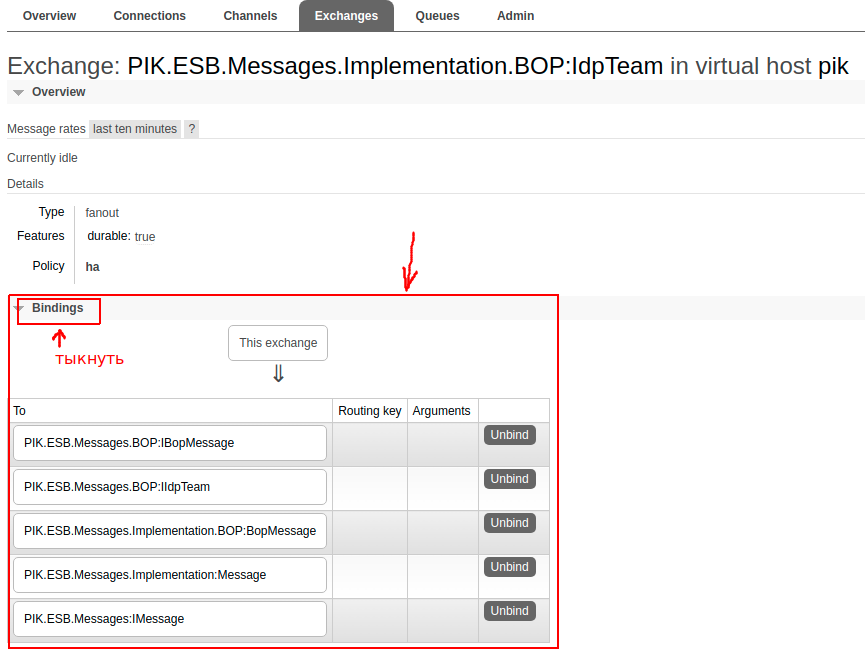 Overview Connections Channels Exchanges Queues Admin
Exchange: PIK.ESB.Messages.Implementation.BOP:IdpTeam in virtual host pik
Overview
Message rates last ten minutes ?
Currently idle
Details
Type fanout
Features durable: true
Policy ha
Bindings
This exchange
тыкнуть
⇓
To Routing key Arguments
PIK.ESB.Messages.BOP:IBopMessage Unbind
PIK.ESB.Messages.BOP:IIdpTeam Unbind
PIK.ESB.Messages.Implementation.BOP:BopMessage Unbind
PIK.ESB.Messages.Implementation:Message Unbind
PIK.ESB.Messages:IMessage Unbind